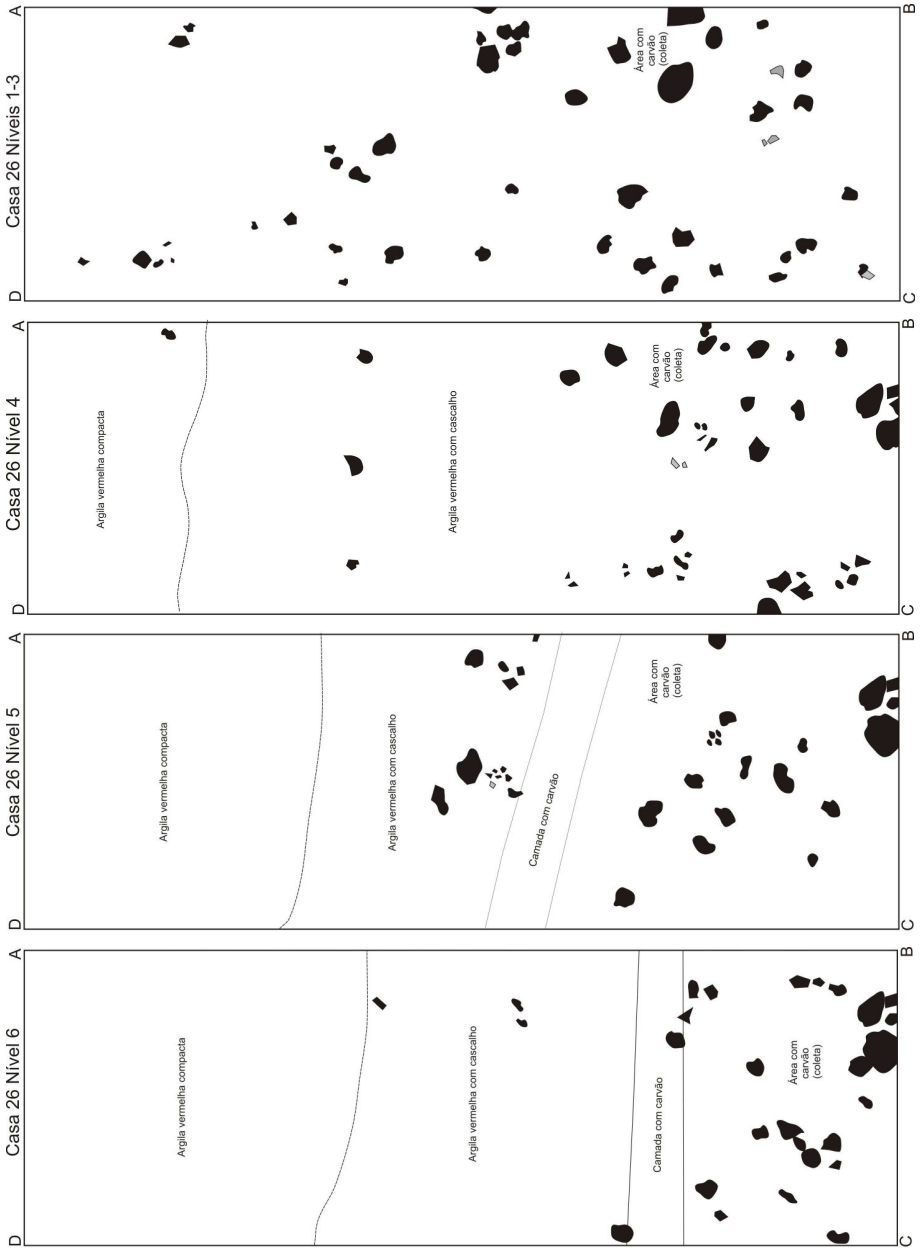 Casa 26 Níveis 1-3
D
A
Área com
carvão
(coleta)
C
B
Casa 26 Nível 4
D
A
Argila vermelha compacta
Argila vermelha com cascalho
Área com
carvão
(coleta)
C
B
Casa 26 Nível 5
D
A
Argila vermelha compacta
Argila vermelha com cascalho
Camada com carvão
Área com
carvão
(coleta)
C
B
Casa 26 Nível 6
D
A
Argila vermelha compacta
Argila vermelha com cascalho
Camada com carvão
Área com
carvão
(coleta)
C
B